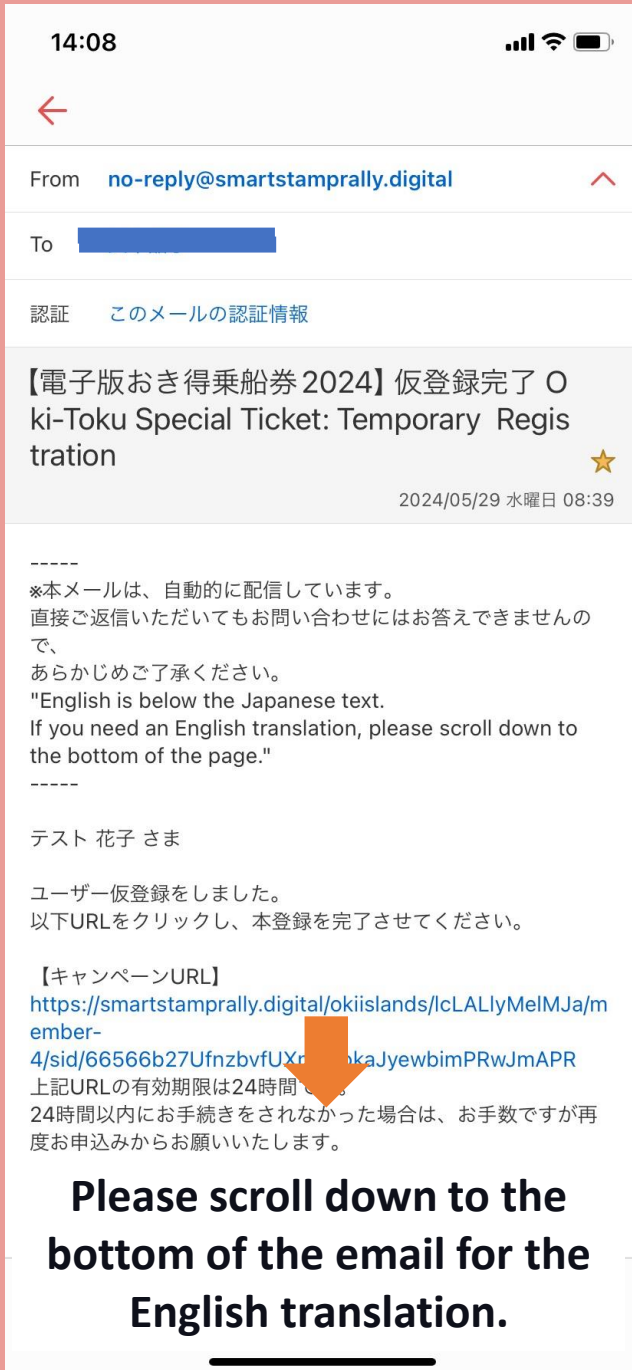 14:08
From no-reply@smartstamprally.digital
To
認証 このメールの認証情報
【電子版おき得乗船券2024】仮登録完了 O
ki-Toku Special Ticket: Temporary Regis
tration
2024/05/29 水曜日 08:39
-----
※本メールは、自動的に配信しています。
直接ご返信いただいてもお問い合わせにはお答えできませんの
で、
あらかじめご了承ください。
"English is below the Japanese text.
If you need an English translation, please scroll down to
the bottom of the page."
-----
テスト 花子 さま
ユーザー仮登録をしました。
以下URLをクリックし、本登録を完了させてください。
【キャンペーンURL】
https://smartstamprally.digital/okiislands/lcLALlyMelMJa/m
ember-
4/sid/66566b27UfnzbvfUX kaJyewbimPRwJmAPR
上記URLの有効期限は24時間 。
24時間以内にお手続きをされなかった場合は、お手数ですが再
度お申込みからお願いいたします。
Please scroll down to the
bottom of the email for the
English translation.